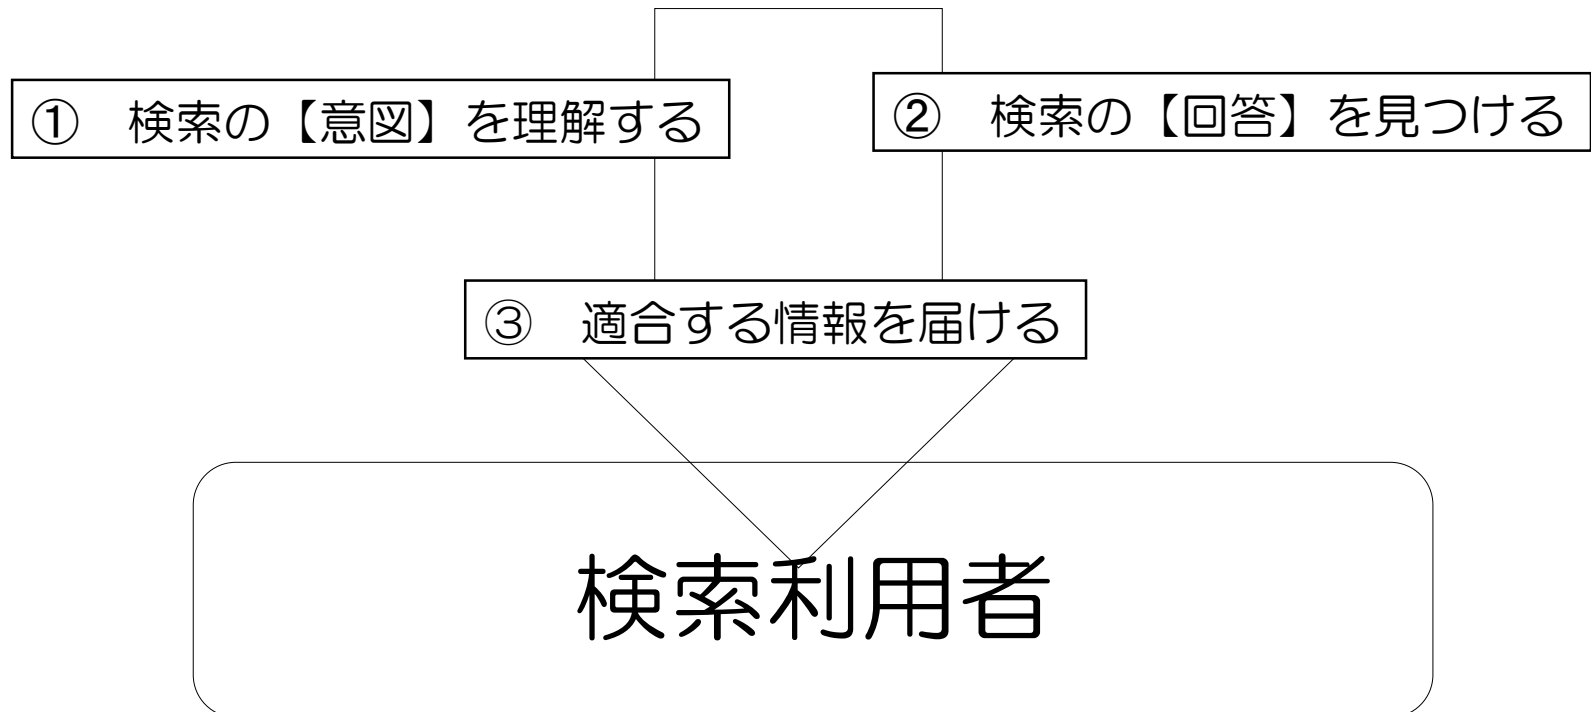 ① 検索の【意図】を理解する
② 検索の【回答】を見つける
③ 適合する情報を届ける
検索利用者